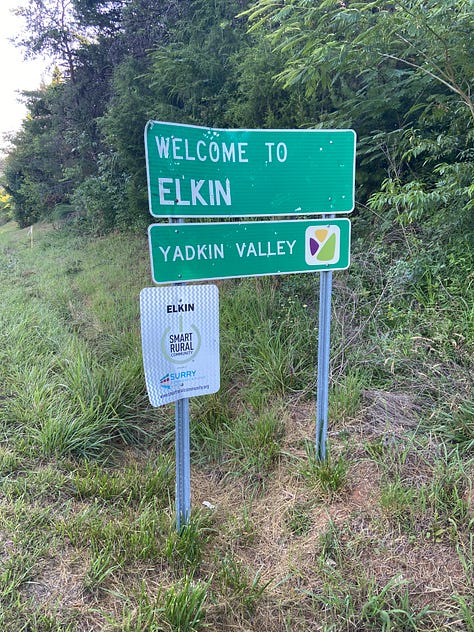 WELCOME TO
ELKIN
YADKIN VALLEY
ELKIN
SMART
RURAL
COMMUNITY
SURRY